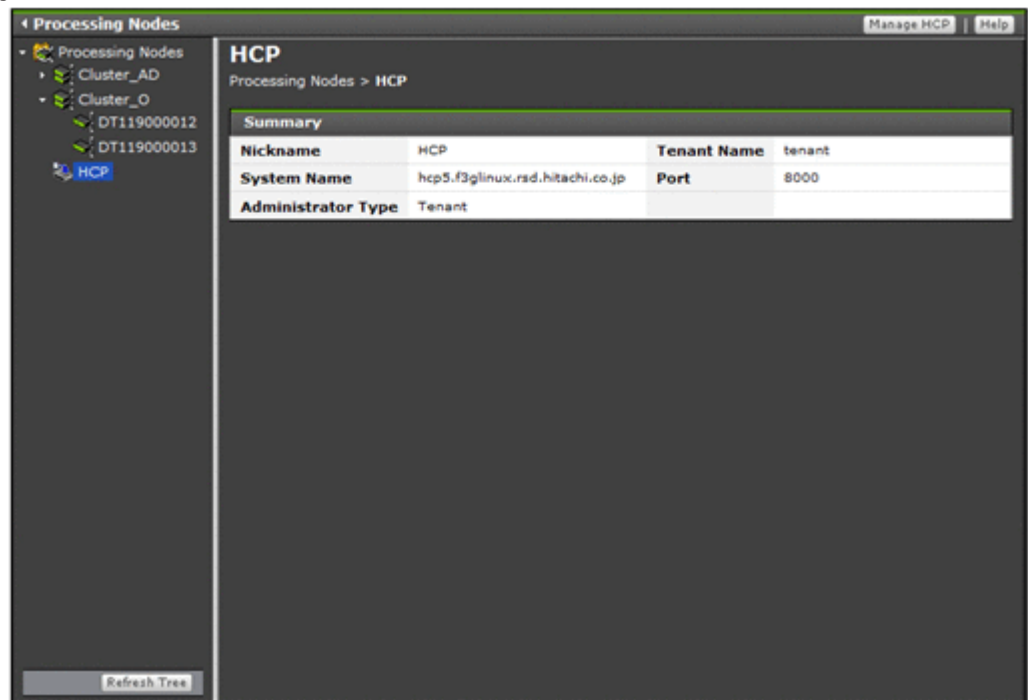 Processing Nodes
Manage HCP | Help
Processing Nodes
Cluster_AD
Cluster_O
DT119000012
DT119000013
HCP
HCP
Processing Nodes > HCP
Summary
Nickname HCP Tenant Name tenant
System Name hcp5.f3glinux.rsd.hitachi.co.jp Port 8000
Administrator Type Tenant
Refresh Tree